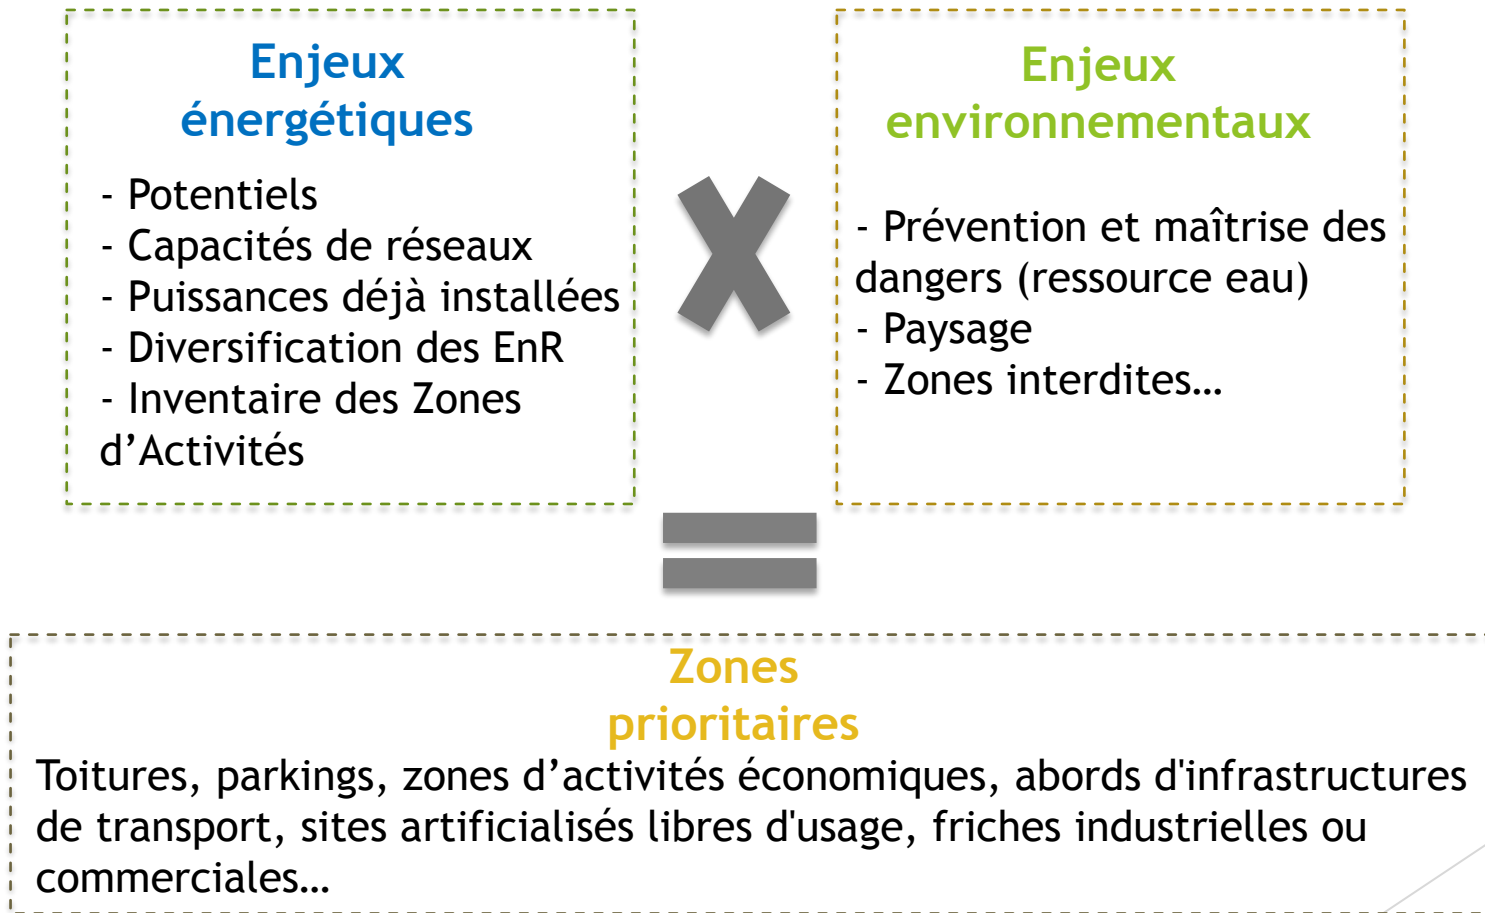 Enjeux
énergétiques
- Potentiels
- Capacités de réseaux
- Puissances déjà installées
- Diversification des EnR
- Inventaire des Zones
d’Activités
Enjeux
environnementaux
- Prévention et maîtrise des
dangers (ressource eau)
- Paysage
- Zones interdites…
Zones
prioritaires
Toitures, parkings, zones d’activités économiques, abords d'infrastructures
de transport, sites artificialisés libres d'usage, friches industrielles ou
commerciales…